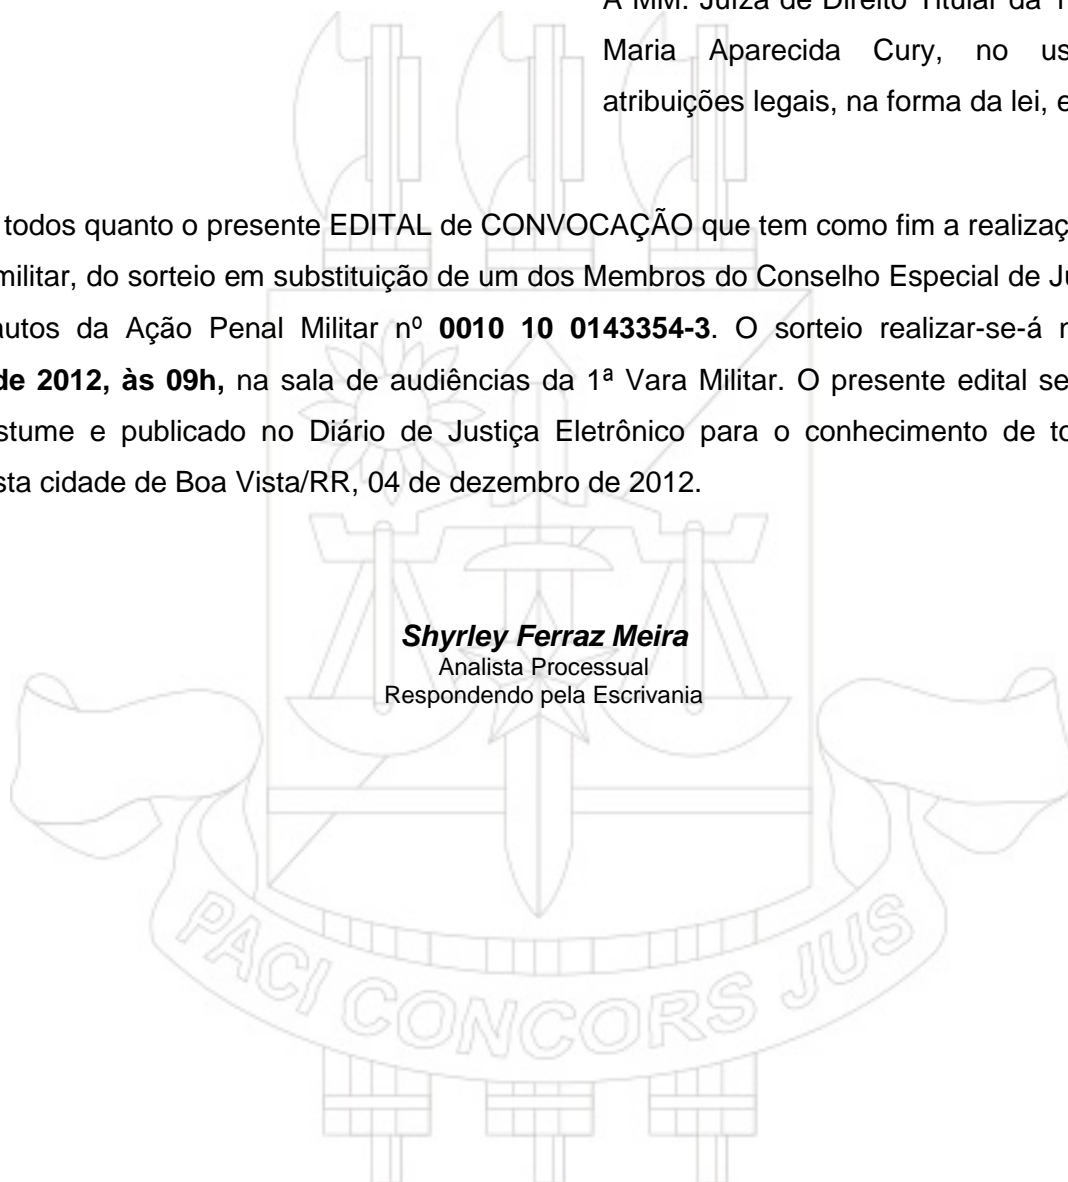 A MM. Juíza de Direito Titular da
Maria Aparecida Cury, no us
atribuições legais, na forma da lei, e
todos quanto o presente EDITAL de CONVOCAÇÃO que tem como fim a realizaç
militar, do sorteio em substituição de um dos Membros do Conselho Especial de Ju
autos da Ação Penal Militar nº 0010 10 0143354-3. O sorteio realizar-se-á
de 2012, às 09h, na sala de audiências da 1ª Vara Militar. O presente edital se
stume e publicado no Diário de Justiça Eletrônico para o conhecimento de to
sta cidade de Boa Vista/RR, 04 de dezembro de 2012.
Shyrley Ferraz Meira
Analista Processual
Respondendo pela Escrivania
PACI CONCORS JUS